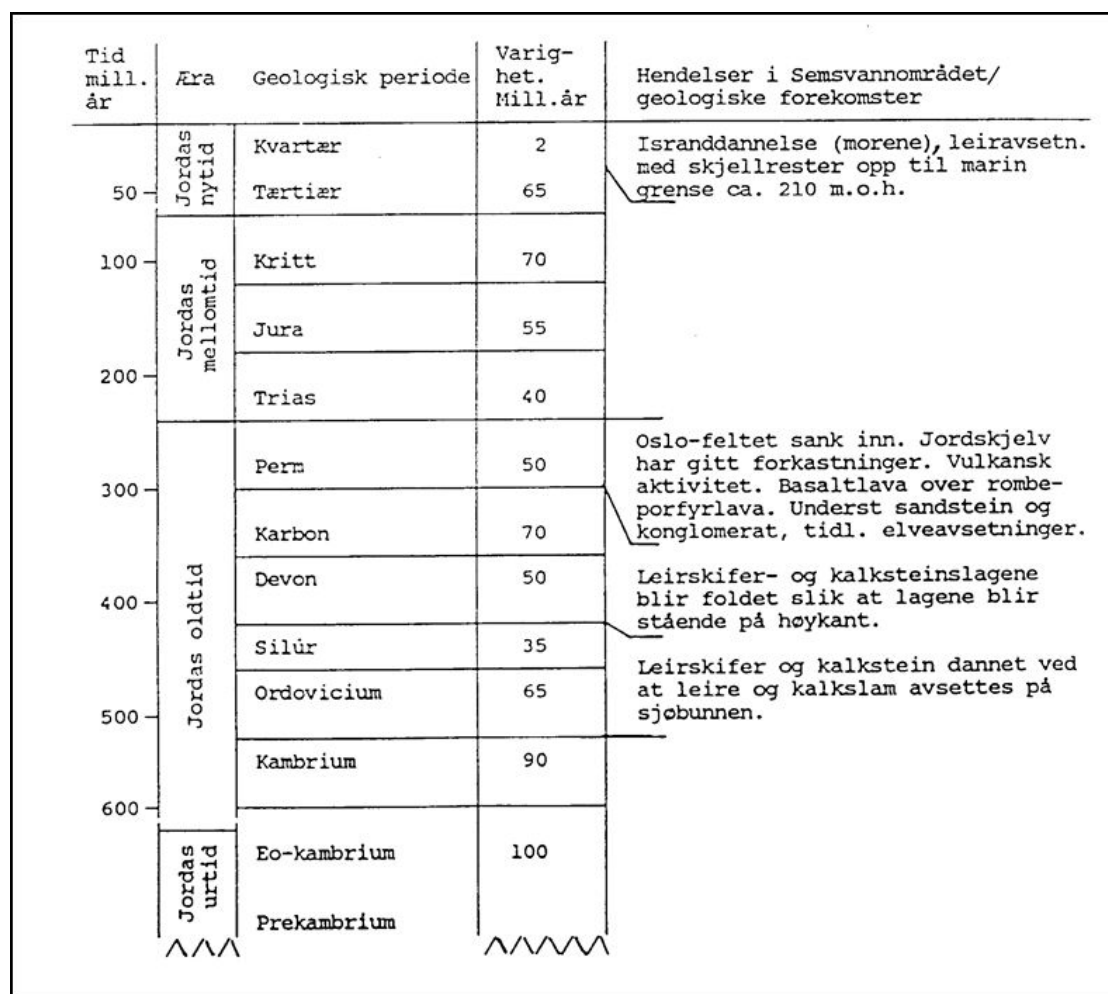 Tid mill. år
Æra
Geologisk periode
Varig- het. Mill.år
Hendelser i Semsvannområdet/
geologiske forekomster
Jordas nytid
Kvartær 2
50 Tærtiær 65
Isranddannelse (morene), leiravsetn.
med skjellrester opp til marin
grense ca. 210 m.o.h.
Jordas mellomtid
100 Kritt 70
Jura 55
200
Trias 40
Jordas oldtid
Perm 50
300
Oslo-feltet sank inn. Jordskjelv
har gitt forkastninger. Vulkansk
aktivitet. Basaltlava over rombe-
porfyrlava. Underst sandstein og
konglomerat, tidl. elveavsetninger.
Karbon 70
Devon 50
400
Leirskifer- og kalksteinslagene
blir foldet slik at lagene blir
stående på høykant.
Silúr 35
Ordovicium 65
500
Leirskifer og kalkstein dannet ved
at leire og kalkslam avsettes på
sjøbunnen.
Kambrium 90
600
Jordas urtid
Eo-kambrium 100
Prekambrium